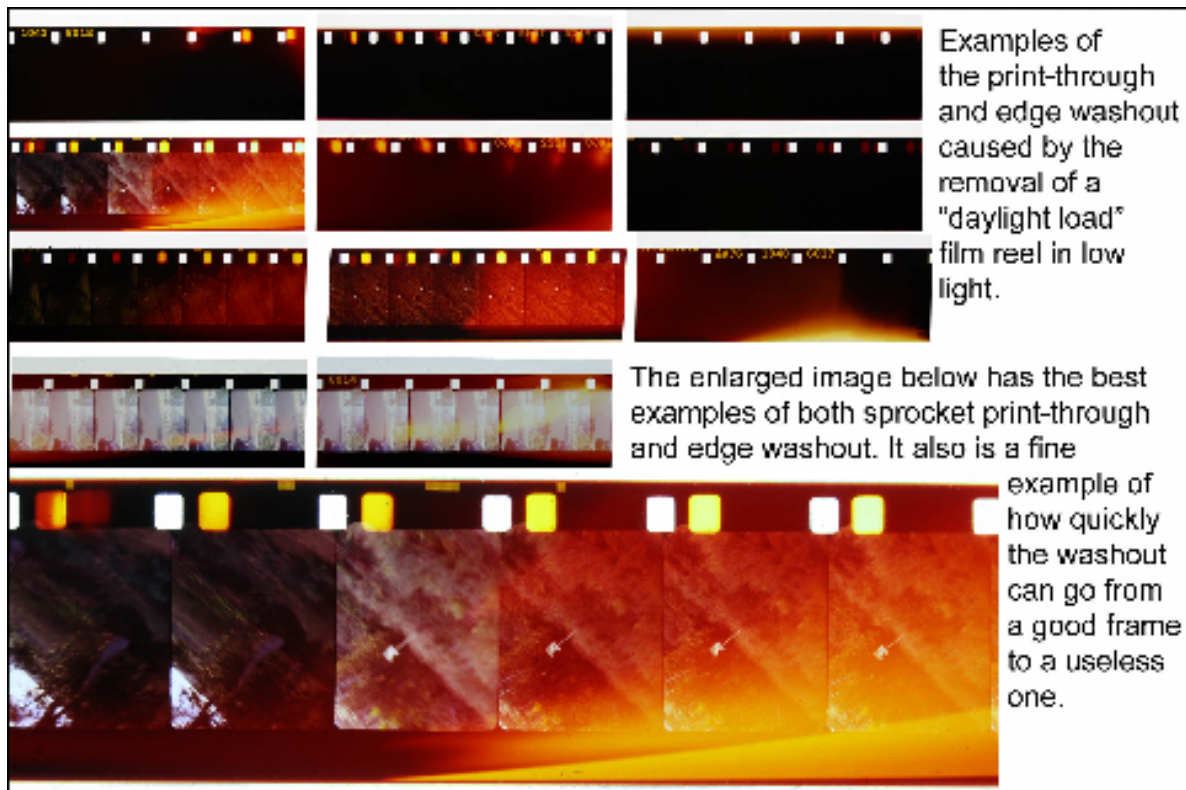 Examples of
the print-through
and edge washout
caused by the
removal of a
"daylight load"
film reel in low
light.
The enlarged image below has the best
examples of both sprocket print-through
and edge washout. It also is a fine
example of
how quickly
the washout
can go from
a good frame
to a useless
one.